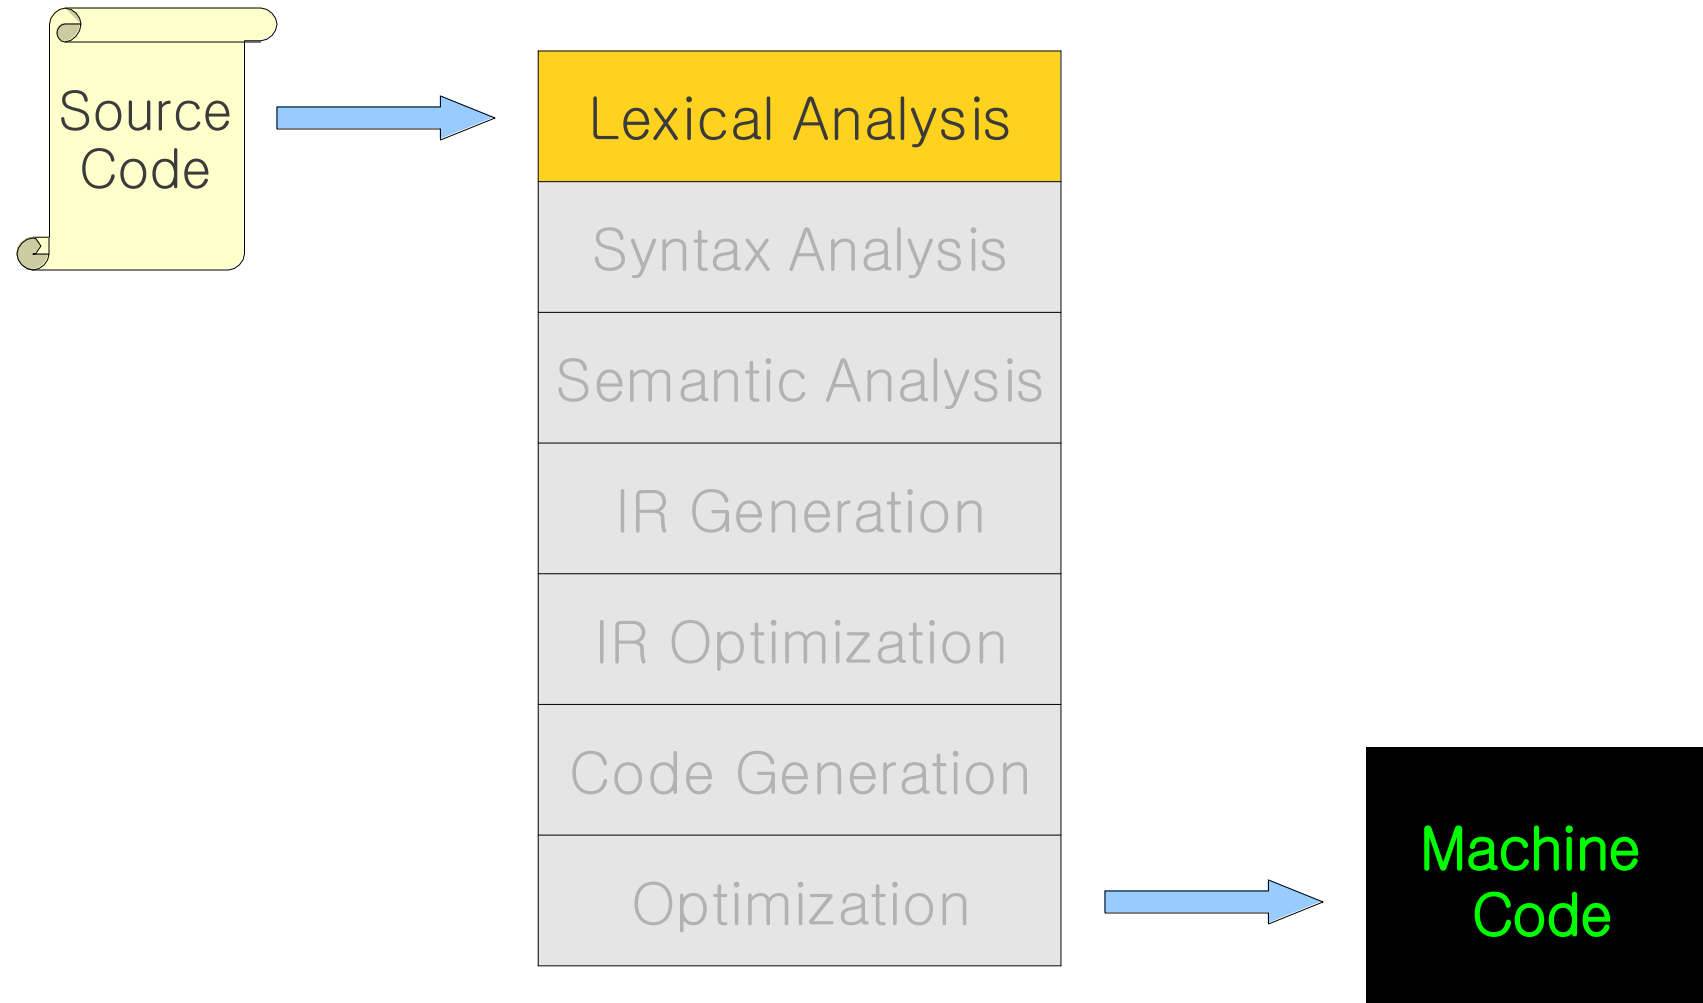 Source
Code
Lexical Analysis
Syntax Analysis
Semantic Analysis
IR Generation
IR Optimization
Code Generation
Optimization
Machine
Code